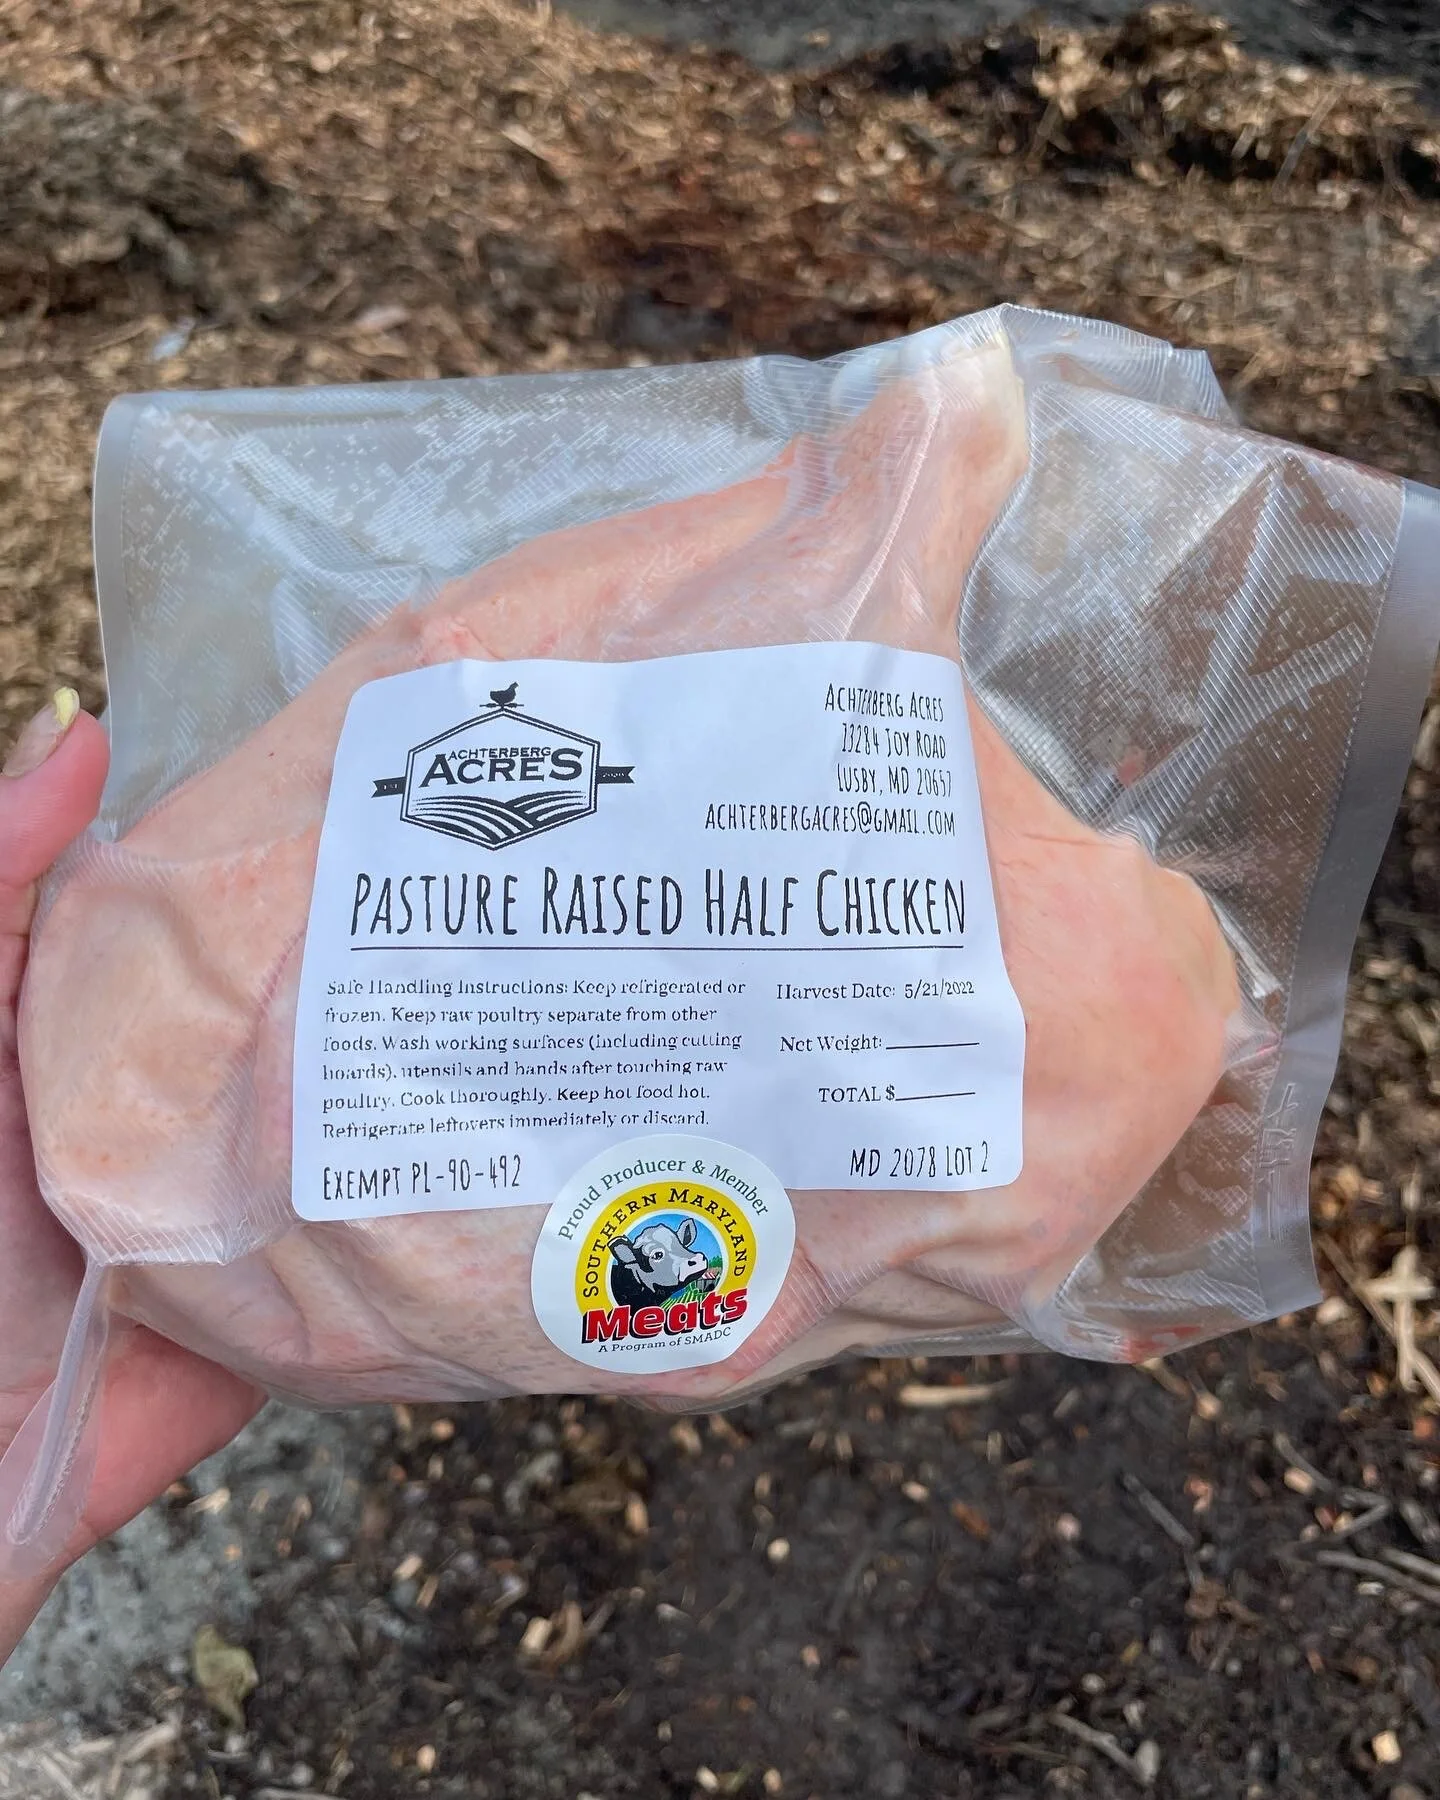 ACHTERBERG
ACRES
ACHTERBERG ACRES
13284 JOY ROAD
LUSBY, MD 20657
ACHTERBERGACRES@GMAIL.COM
PASTURE RAISED HALF CHICKEN
Safe Handling Instructions: Keep refrigerated or
frozen. Keep raw poultry separate from other
foods. Wash working surfaces (including cutting
boards), utensils and hands after touching raw
poultry. Cook thoroughly. Keep hot food hot.
Refrigerate leftovers immediately or discard.
Harvest Date: 5/21/2022
Net Weight:
TOTAL $
EXEMPT PL-90-492
MD 2078 LOT 2
Proud Producer & Member
SOUTHERN MARYLAND
Meats
A Program of SMADC